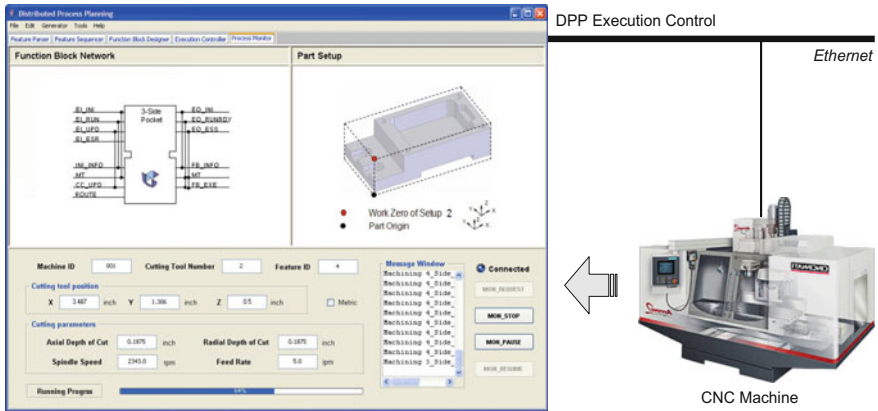 Distributed Process Planning
File Edit Generator Tools Help
Feature Parser Feature Sequencer Function Block Designer Execution Controller Process Monitor
Function Block Network
Part Setup
EI_INI
EI_RUN
EI_UPD
EI_ESR
INI_INFO
MT
CC_UPD
ROUTE
3-Side
Pocket
EO_INI
EO_RUNRDY
EO_ESS
FB_INFO
MT
FB_EXE
Work Zero of Setup 2
Part Origin
Z
Y X
Z
Y X
Machine ID 001 Cutting Tool Number 2 Feature ID 4
Cutting tool position
X 3.487 inch Y 1.306 inch Z 0.5 inch Metric
Cutting parameters
Axial Depth of Cut 0.1875 inch Radial Depth of Cut 0.1875 inch
Spindle Speed 2343.0 rpm Feed Rate 5.0 ipm
Running Progress 64%
Message Window
Machining 4_Side_
Machining 4_Side_
Machining 4_Side_
Machining 4_Side_
Machining 4_Side_
Machining 4_Side_
Machining 4_Side_
Machining 4_Side_
Machining 4_Side_
Machining 3_Side_
Connected
MON_REQUEST
MON_STOP
MON_PAUSE
MON_RESUME
DPP Execution Control
Ethernet
CNC Machine